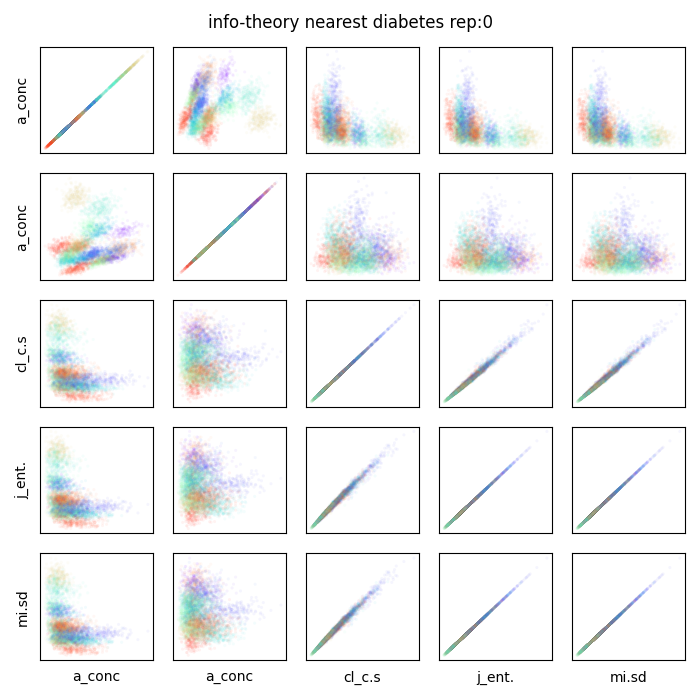 info-theory nearest diabetes rep:0
a_conc
a_conc
cl_c.s
j_ent.
mi.sd
a_conc
a_conc
cl_c.s
j_ent.
mi.sd